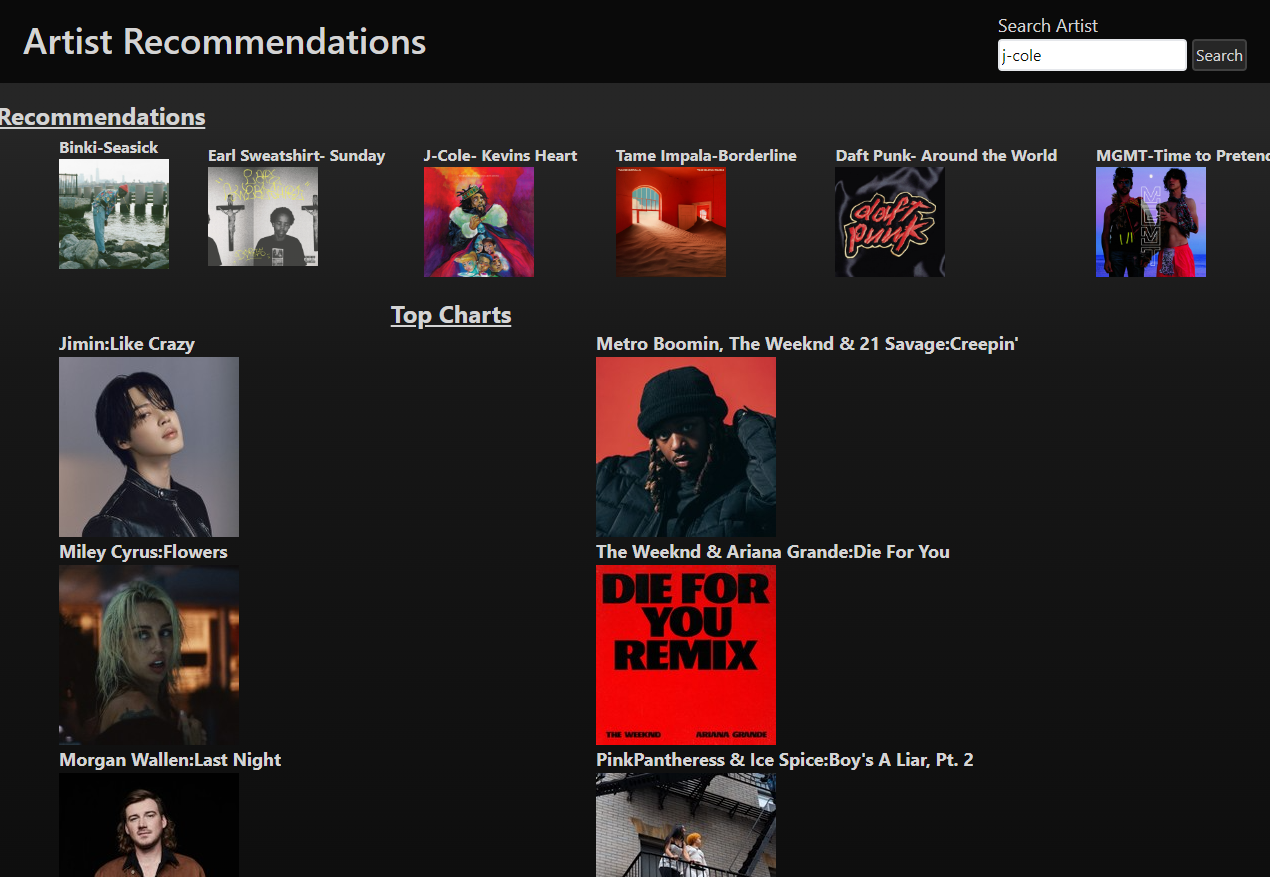 Artist Recommendations
Search Artist
j-cole
Search
Recommendations
Binki-Seasick
Earl Sweatshirt- Sunday
J-Cole- Kevins Heart
Tame Impala-Borderline
Daft Punk- Around the World
MGMT-Time to Pretend
daft
punk
MGMT
Top Charts
Jimin:Like Crazy
Metro Boomin, The Weeknd & 21 Savage:Creepin'
Miley Cyrus:Flowers
The Weeknd & Ariana Grande:Die For You
DIE FOR
YOU
REMIX
THE WEEKND
ARIANA GRANDE
Morgan Wallen:Last Night
PinkPantheress & Ice Spice:Boy's A Liar, Pt. 2